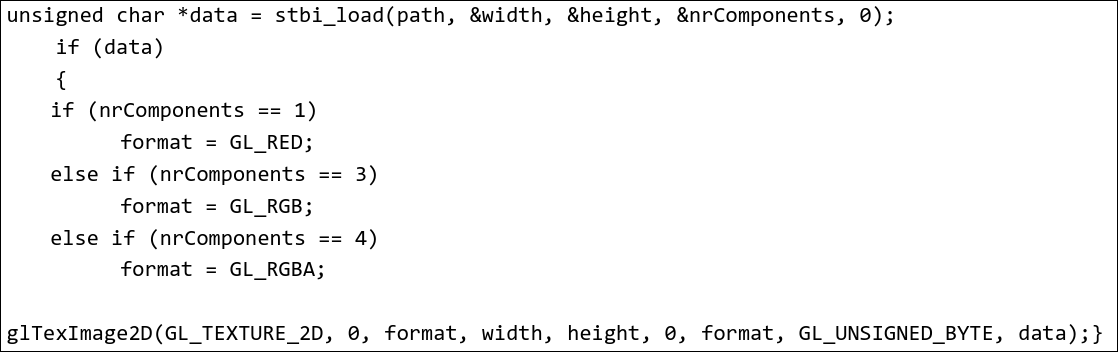 unsigned char *data = stbi_load(path, &width, &height, &nrComponents, 0);
if (data)
{
if (nrComponents == 1)
format = GL_RED;
else if (nrComponents == 3)
format = GL_RGB;
else if (nrComponents == 4)
format = GL_RGBA;
glTexImage2D(GL_TEXTURE_2D, 0, format, width, height, 0, format, GL_UNSIGNED_BYTE, data);}